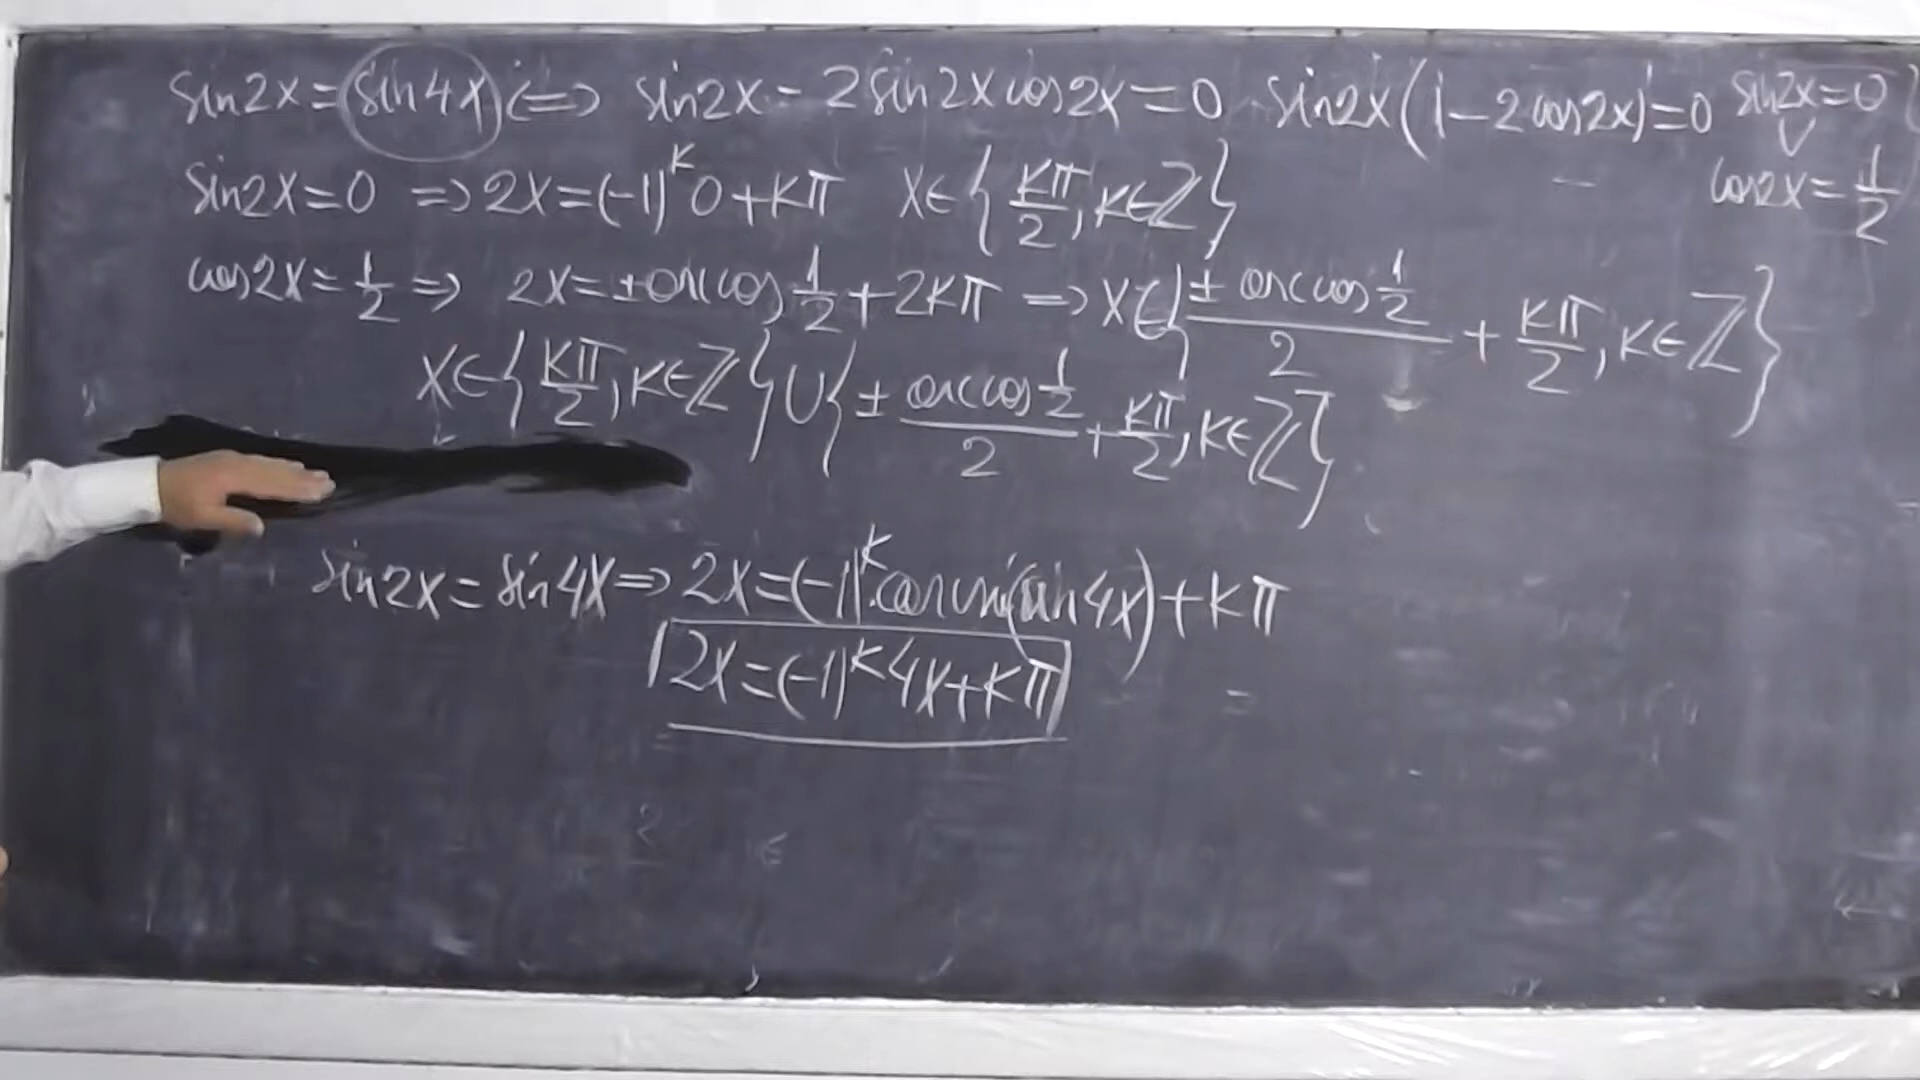 sin2x = sin4x (⟺) sin2x - 2sin2xcos2x = 0 sin2x(1-2cos2x)=0 sin2x=0 ∨ cos2x=1/2
sin2x=0 ⟹ 2x=(-1)^K 0+Kπ x∈{Kπ/2, K∈ℤ}
cos2x=1/2 ⟹ 2x=±arccos 1/2 + 2Kπ ⟹ x∈{(± arccos 1/2)/2 + Kπ/2, K∈ℤ}
x∈{Kπ/2, K∈ℤ}∪{± (arccos 1/2)/2 + Kπ/2, K∈ℤ}
sin2x = sin4x ⟹ 2x=(-1)^K·arcsin(sin4x)+Kπ
2x=(-1)^K 4x+Kπ